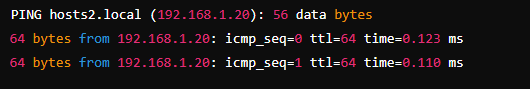 PING hosts2.local (192.168.1.20): 56 data bytes
64 bytes from 192.168.1.20: icmp_seq=0 ttl=64 time=0.123 ms
64 bytes from 192.168.1.20: icmp_seq=1 ttl=64 time=0.110 ms